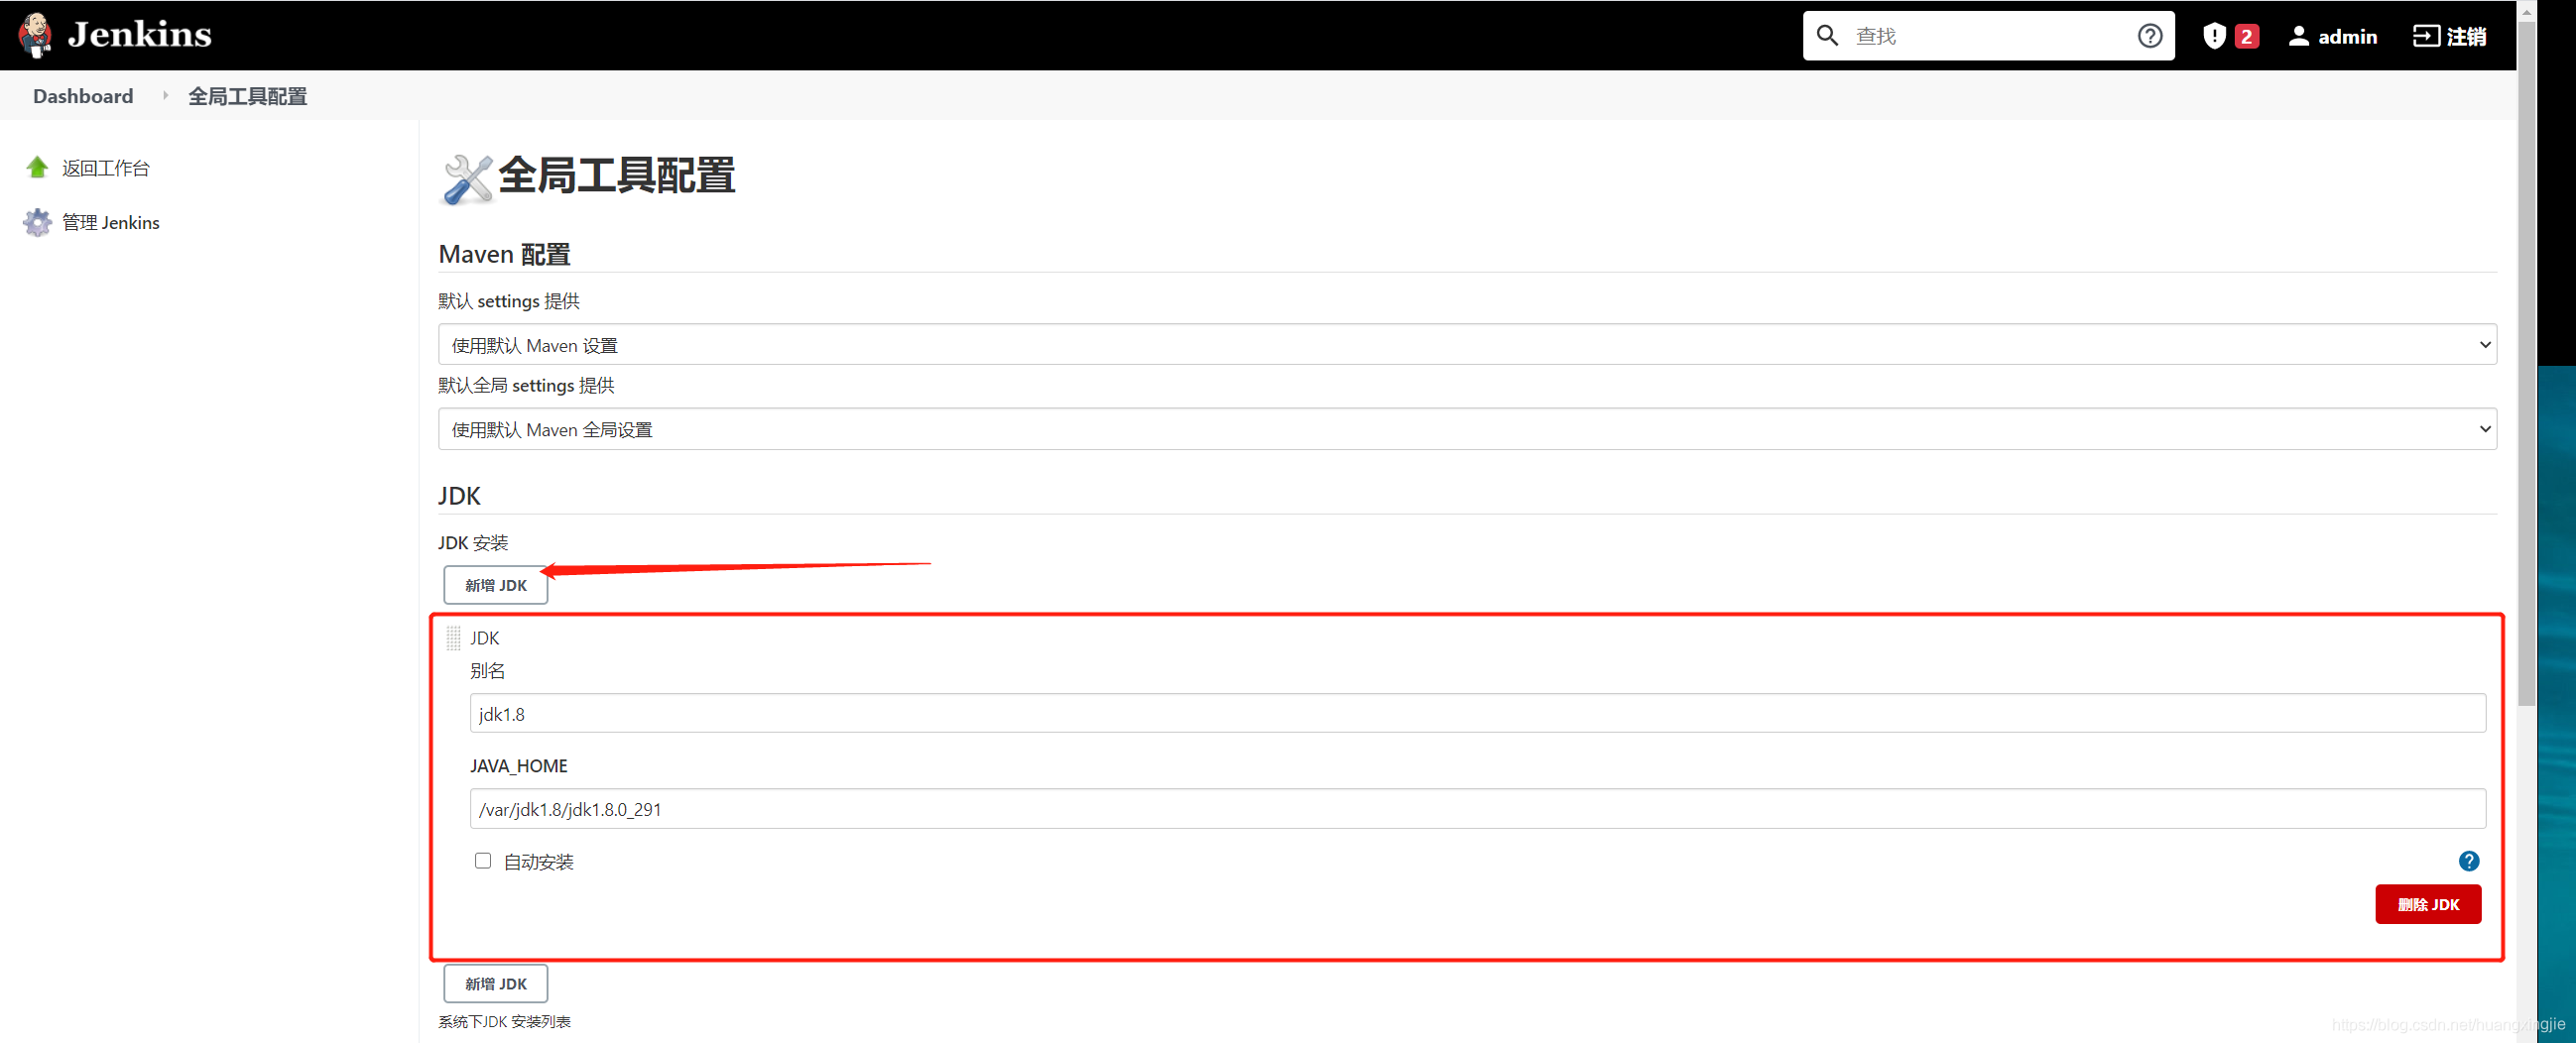 Jenkins
查找
2
admin
注销
Dashboard
全局工具配置
返回工作台
管理 Jenkins
全局工具配置
Maven 配置
默认 settings 提供
使用默认 Maven 设置
默认全局 settings 提供
使用默认 Maven 全局设置
JDK
JDK 安装
新增 JDK
JDK
别名
jdk1.8
JAVA_HOME
/var/jdk1.8/jdk1.8.0_291
自动安装
删除 JDK
新增 JDK
系统下JDK 安装列表
https://blog.csdn.net/huangxingjie